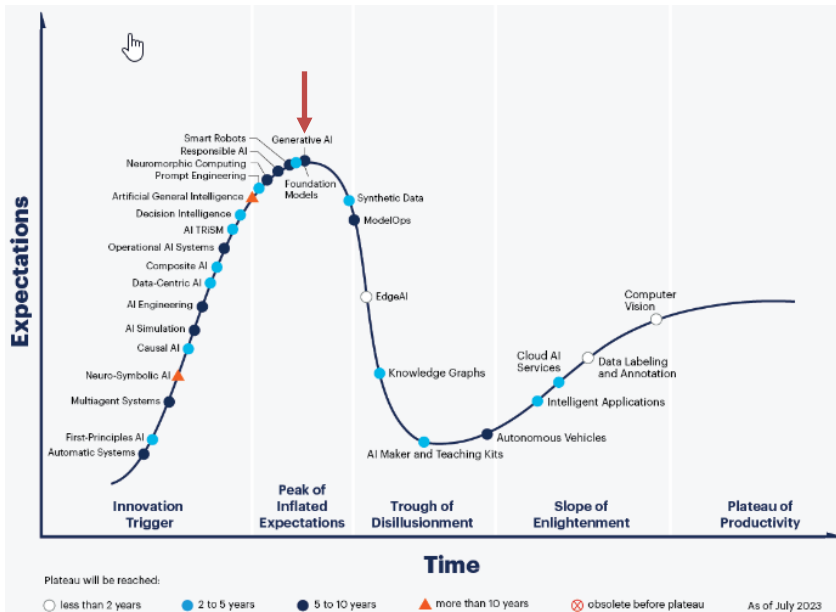 Expectations
Smart Robots
Generative AI
Responsible AI
Neuromorphic Computing
Prompt Engineering
Foundation
Models
Artificial General Intelligence
Synthetic Data
Decision Intelligence
ModelOps
AI TRiSM
Operational AI Systems
Composite AI
Data-Centric AI
EdgeAI
Computer
Vision
AI Engineering
AI Simulation
Causal AI
Cloud AI
Services
Data Labeling
and Annotation
Neuro-Symbolic AI
Knowledge Graphs
Multiagent Systems
Intelligent Applications
First-Principles AI
Autonomous Vehicles
Automatic Systems
AI Maker and Teaching Kits
Innovation
Trigger
Peak of
Inflated
Expectations
Trough of
Disillusionment
Slope of
Enlightenment
Plateau of
Productivity
Time
Plateau will be reached:
less than 2 years
2 to 5 years
5 to 10 years
more than 10 years
obsolete before plateau
As of July 2023